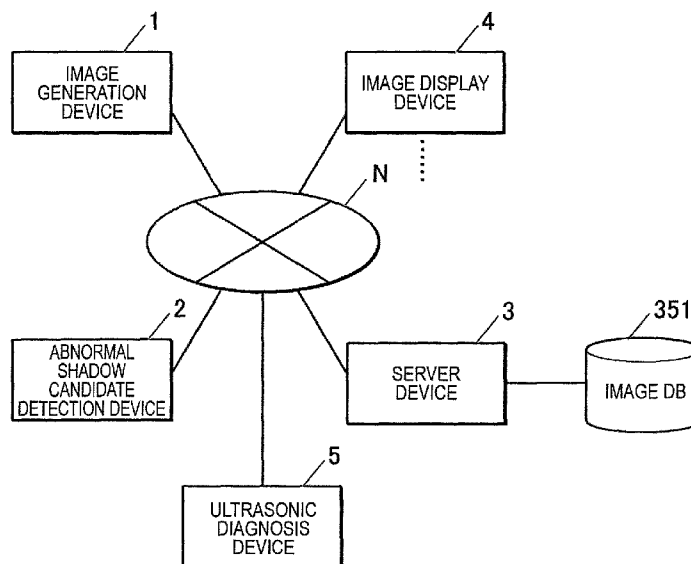 1
IMAGE
GENERATION
DEVICE
4
IMAGE DISPLAY
DEVICE
N
2
ABNORMAL
SHADOW
CANDIDATE
DETECTION DEVICE
3
SERVER
DEVICE
351
IMAGE DB
5
ULTRASONIC
DIAGNOSIS
DEVICE